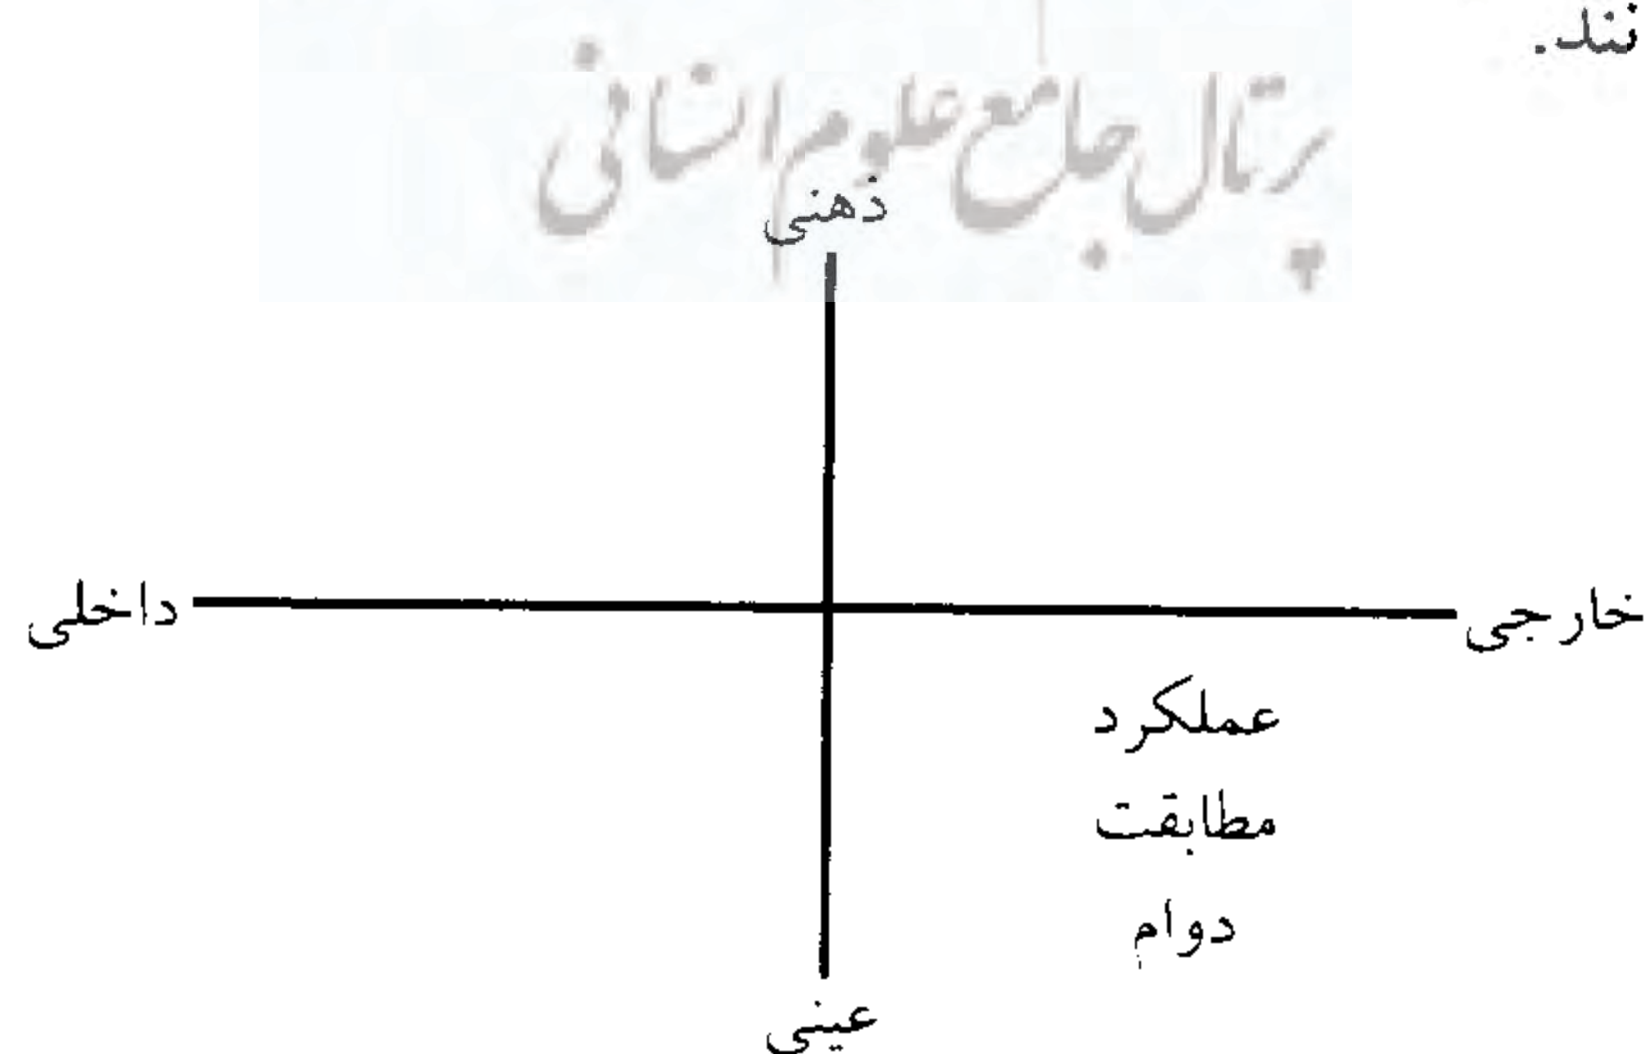 نند.
پرتال جامع علوم انسانی
ذهنی
داخلی
خارجی
عملکرد
مطابقت
دوام
عینی